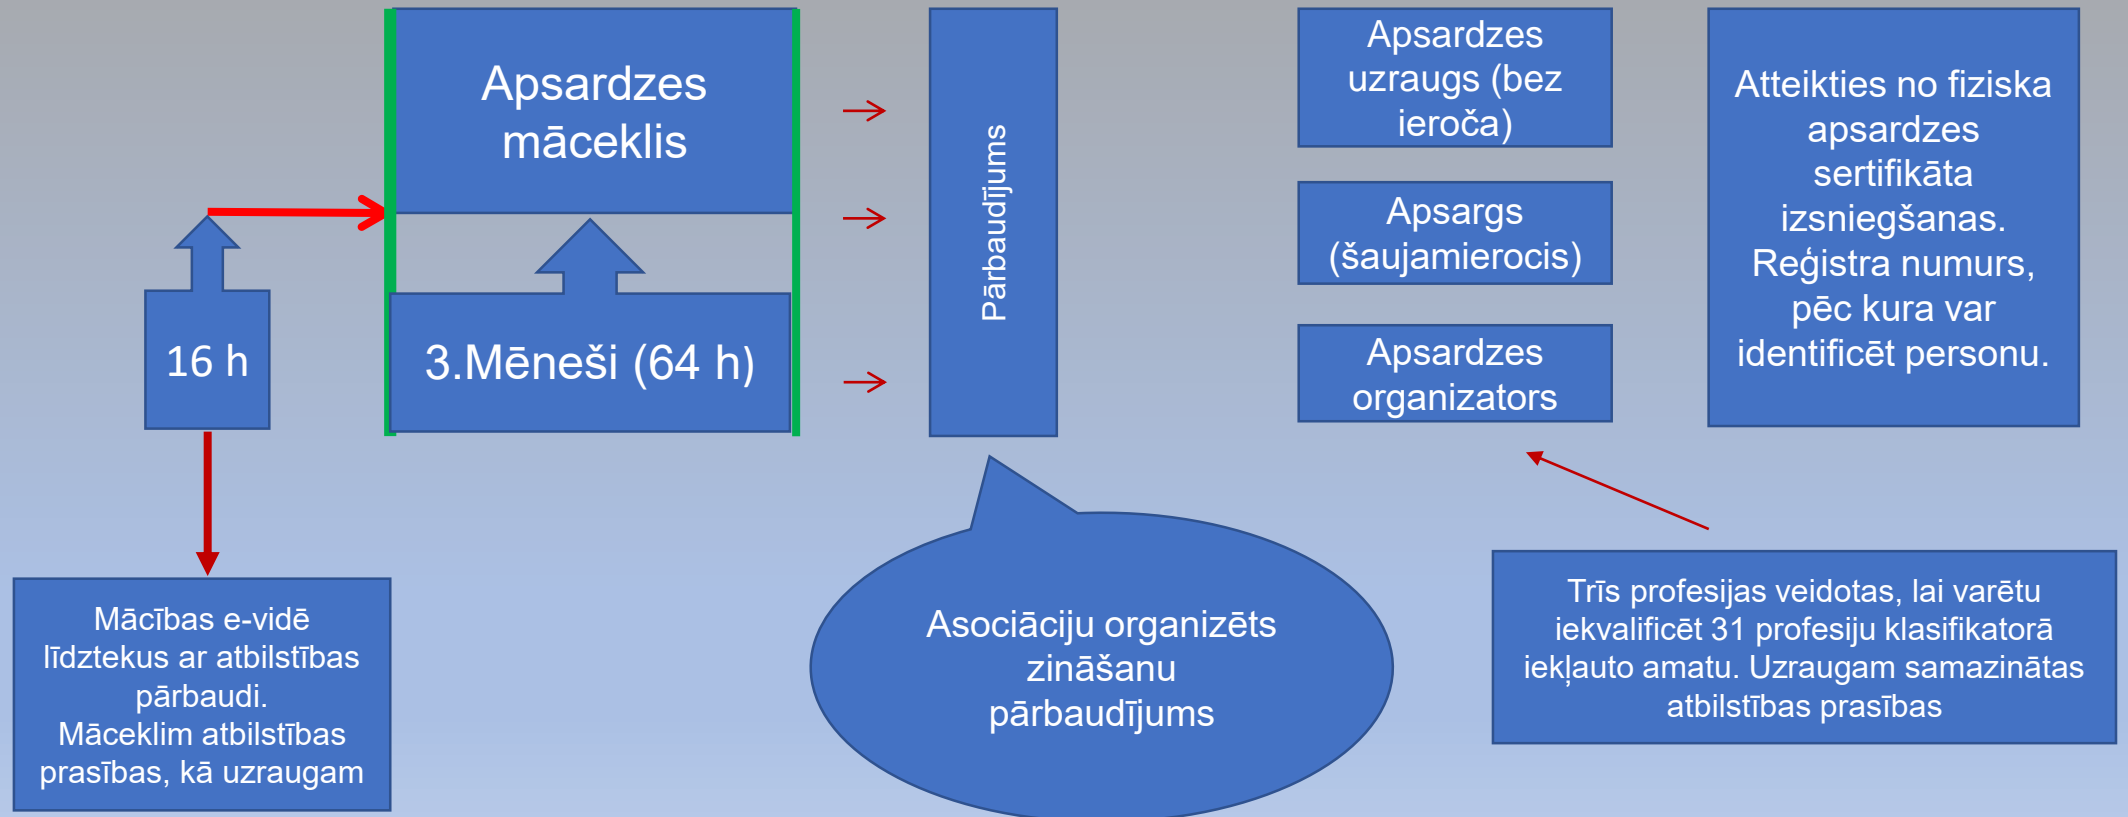 Apsardzes
māceklis
16 h
3.Mēneši (64 h)
Mācības e-vidē
līdztekus ar atbilstības
pārbaudi.
Māceklim atbilstības
prasības, kā uzraugam
Pārbaudījums
Asociāciju organizēts
zināšanu
pārbaudījums
Apsardzes
uzraugs (bez
ieroča)
Apsargs
(šaujamierocis)
Apsardzes
organizators
Atteikties no fiziska
apsardzes
sertifikāta
izsniegšanas.
Reģistra numurs,
pēc kura var
identificēt personu.
Trīs profesijas veidotas, lai varētu
iekvalificēt 31 profesiju klasifikatorā
iekļauto amatu. Uzraugam samazinātas
atbilstības prasības